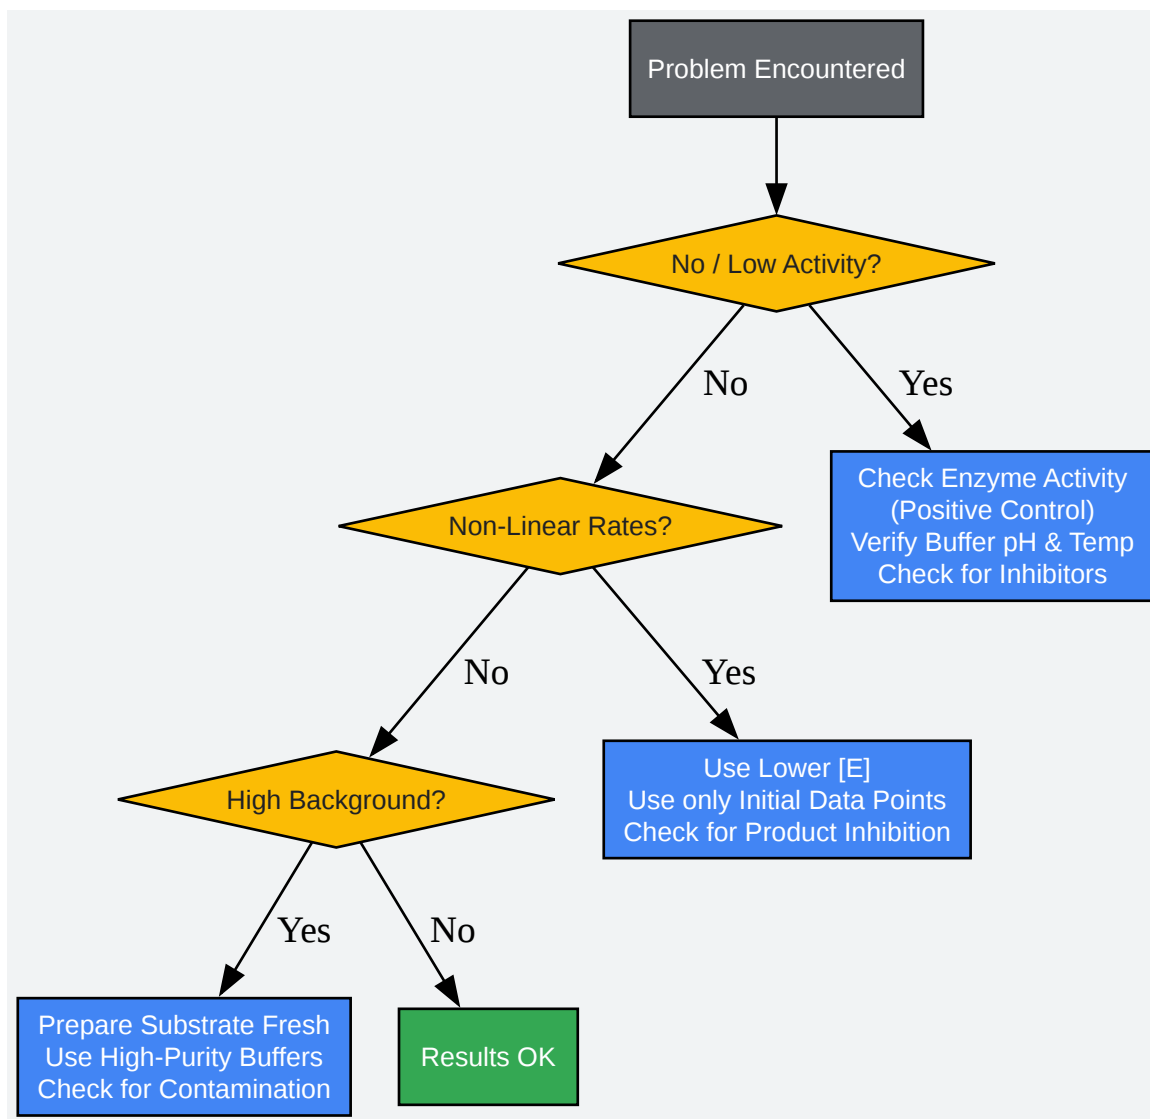 Problem Encountered
No / Low Activity?
No
Yes
Check Enzyme Activity
(Positive Control)
Verify Buffer pH & Temp
Check for Inhibitors
Non-Linear Rates?
No
Yes
Use Lower [E]
Use only Initial Data Points
Check for Product Inhibition
High Background?
Yes
No
Prepare Substrate Fresh
Use High-Purity Buffers
Check for Contamination
Results OK